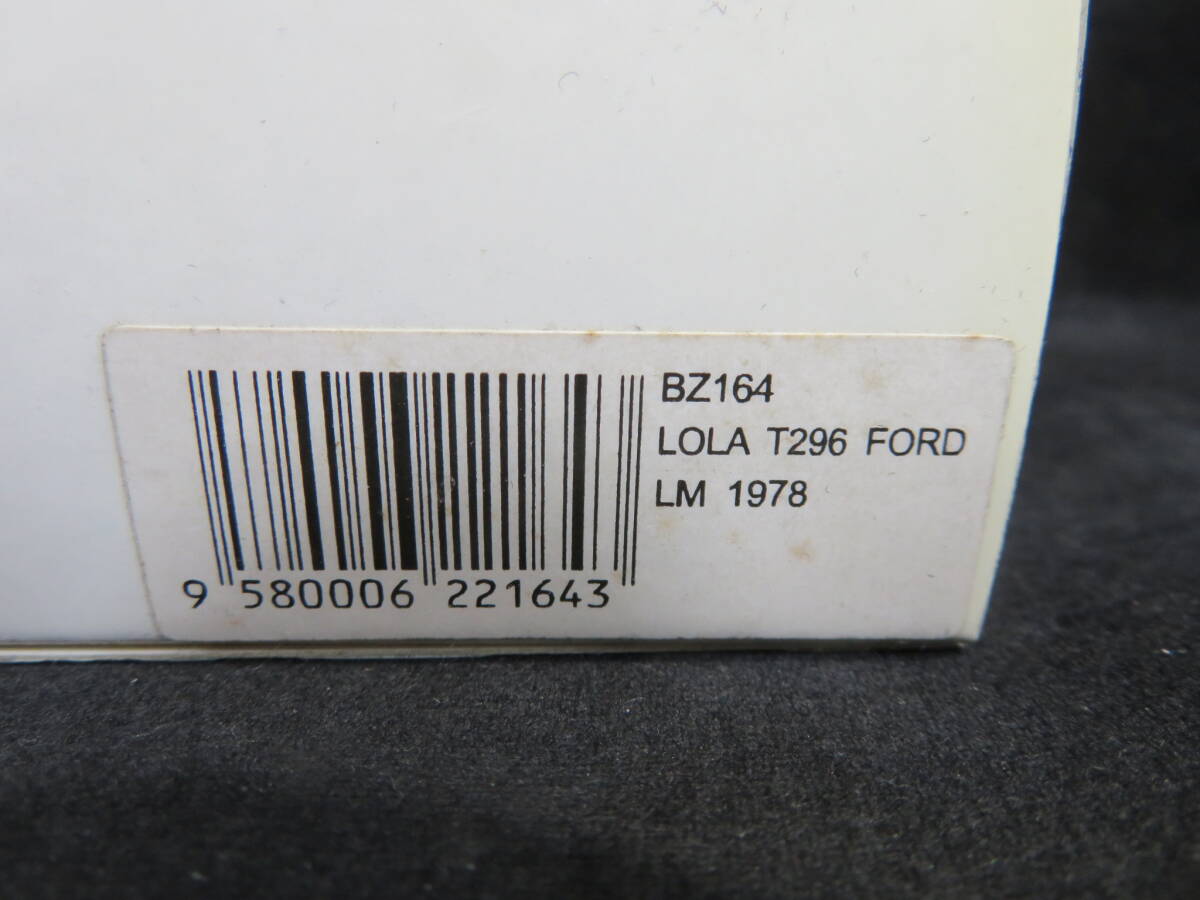 BZ164
LOLA T296 FORD
LM 1978
9 580006 221643